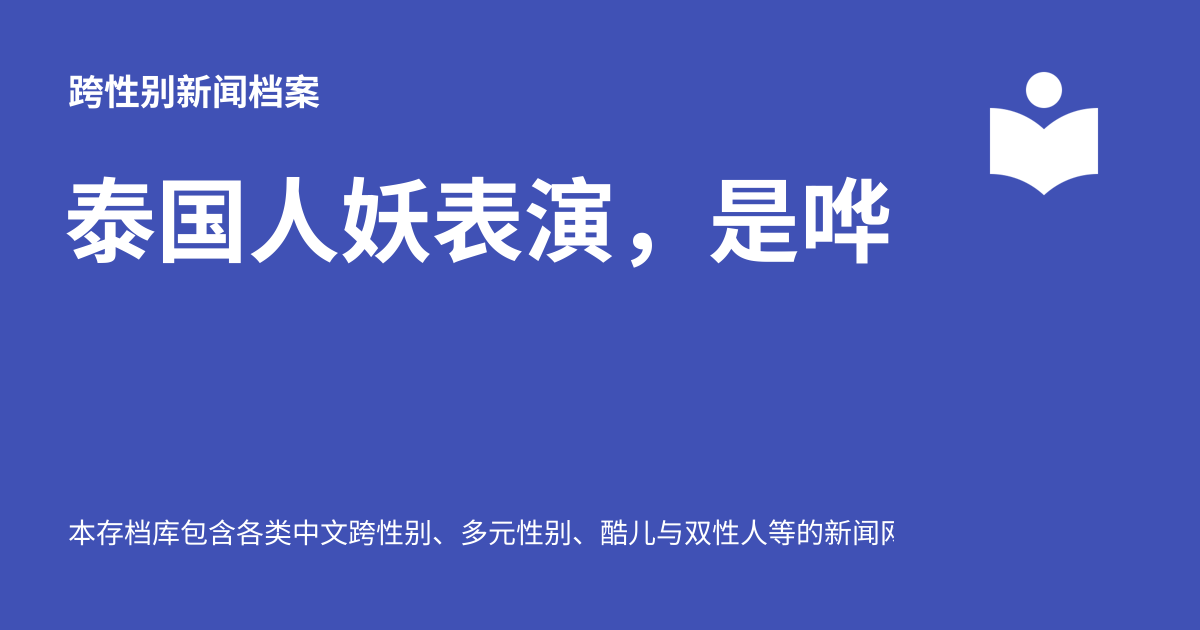 跨性别新闻档案
泰国人妖表演，是哗
本存档库包含各类中文跨性别、多元性别、酷儿与双性人等的新闻